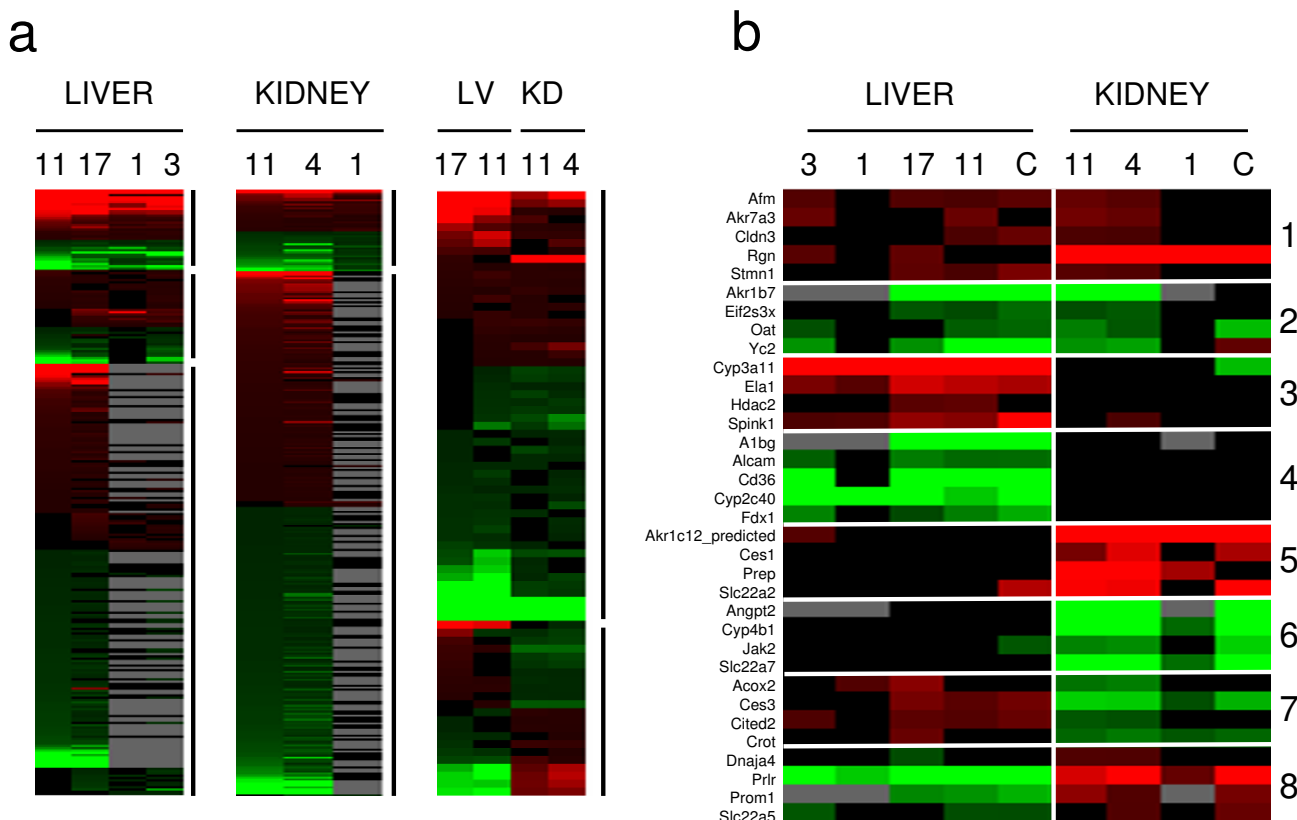 a
b
LIVER KIDNEY LV KD
11 17 1 3 11 4 1 17 11 11 4
LIVER KIDNEY
3 1 17 11 C 11 4 1 C
Afm
Akr7a3
Cldn3
Rgn
Stmn1
1
Akr1b7
Eif2s3x
Oat
Yc2
2
Cyp3a11
Ela1
Hdac2
Spink1
3
A1bg
Alcam
Cd36
Cyp2c40
Fdx1
4
Akr1c12_predicted
Ces1
Prep
Slc22a2
5
Angpt2
Cyp4b1
Jak2
Slc22a7
6
Acox2
Ces3
Cited2
Crot
7
Dnaja4
Prlr
Prom1
Slc22a5
8